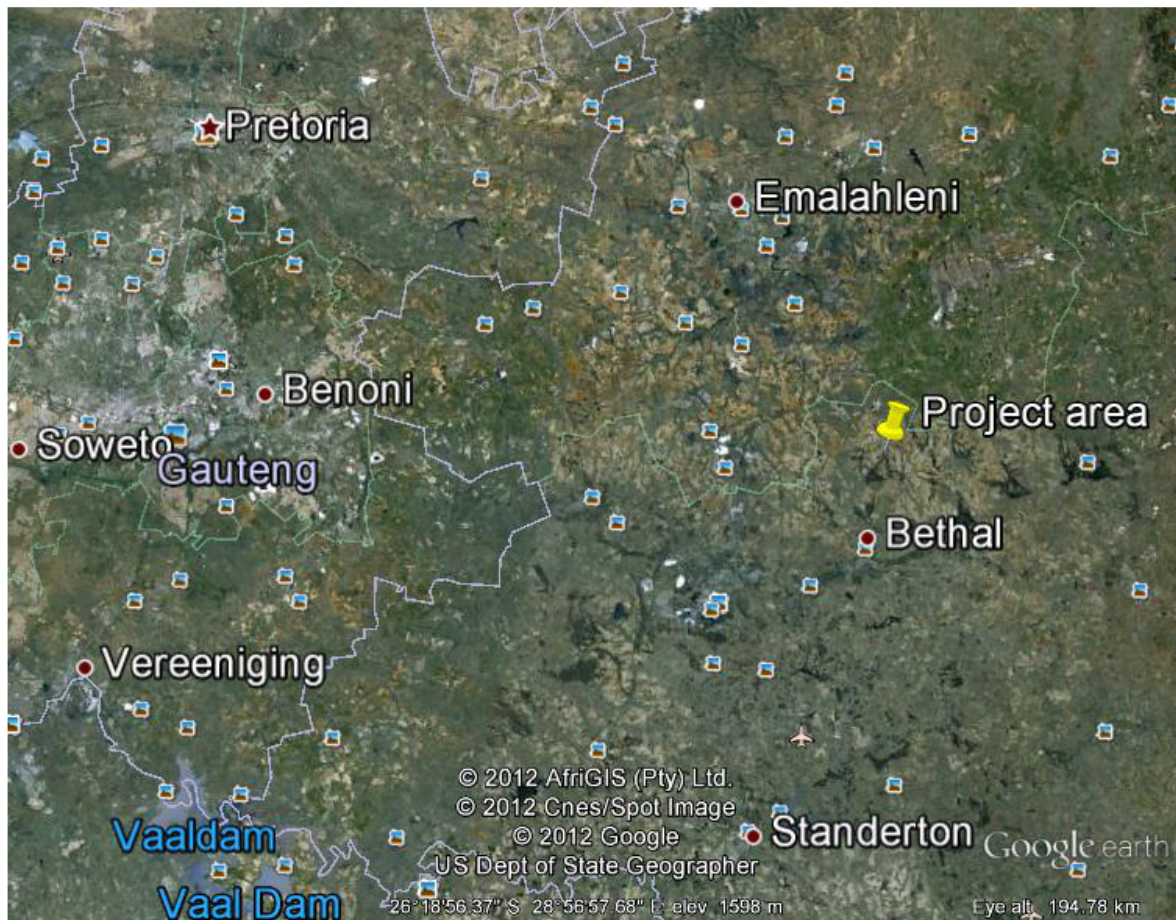 Pretoria
Emalahleni
Benoni
Project area
Soweto
Gauteng
Bethal
Vereeniging
© 2012 AfriGIS (Pty) Ltd.
© 2012 Cnes/Spot Image
© 2012 Google
US Dept of State Geographer
Vaaldam
Standerton
Google earth
Vaal Dam
26°18'56.37" S 28°56'57.68" E elev 1598 m
Eye alt 194.78 km